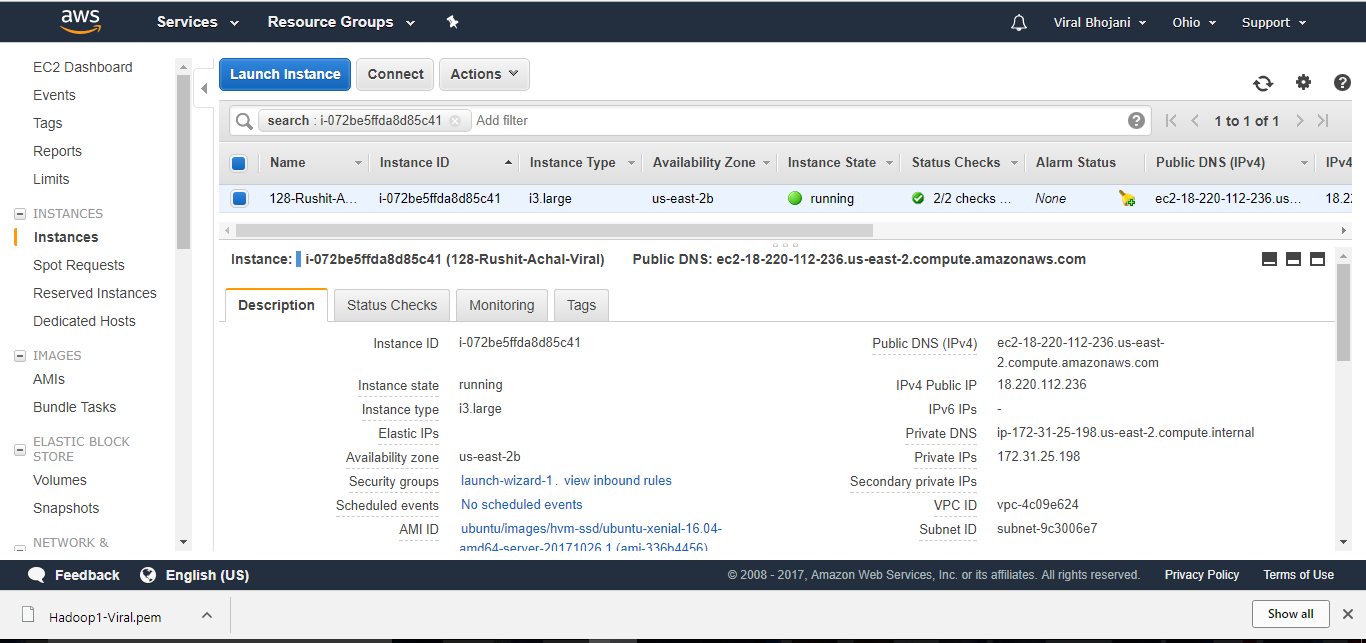 aws Services Resource Groups Viral Bhojani Ohio Support
EC2 Dashboard
Events
Tags
Reports
Limits
INSTANCES
Instances
Spot Requests
Reserved Instances
Dedicated Hosts
IMAGES
AMIs
Bundle Tasks
ELASTIC BLOCK
STORE
Volumes
Snapshots
NETWORK &
Launch Instance Connect Actions
search : i-072be5ffda8d85c41 Add filter 1 to 1 of 1
Name Instance ID Instance Type Availability Zone Instance State Status Checks Alarm Status Public DNS (IPv4) IPv4
128-Rushit-A... i-072be5ffda8d85c41 i3.large us-east-2b running 2/2 checks ... None ec2-18-220-112-236.us... 18.2
Instance: i-072be5ffda8d85c41 (128-Rushit-Achal-Viral) Public DNS: ec2-18-220-112-236.us-east-2.compute.amazonaws.com
Description Status Checks Monitoring Tags
Instance ID i-072be5ffda8d85c41
Instance state running
Instance type i3.large
Elastic IPs
Availability zone us-east-2b
Security groups launch-wizard-1. view inbound rules
Scheduled events No scheduled events
AMI ID ubuntu/images/hvm-ssd/ubuntu-xenial-16.04-
amd64-server-20171026.1 (ami-336b4456)
Public DNS (IPv4) ec2-18-220-112-236.us-east-
2.compute.amazonaws.com
IPv4 Public IP 18.220.112.236
IPv6 IPs -
Private DNS ip-172-31-25-198.us-east-2.compute.internal
Private IPs 172.31.25.198
Secondary private IPs
VPC ID vpc-4c09e624
Subnet ID subnet-9c3006e7
Feedback English (US) © 2008 - 2017, Amazon Web Services, Inc. or its affiliates. All rights reserved. Privacy Policy Terms of Use
Hadoop1-Viral.pem Show all